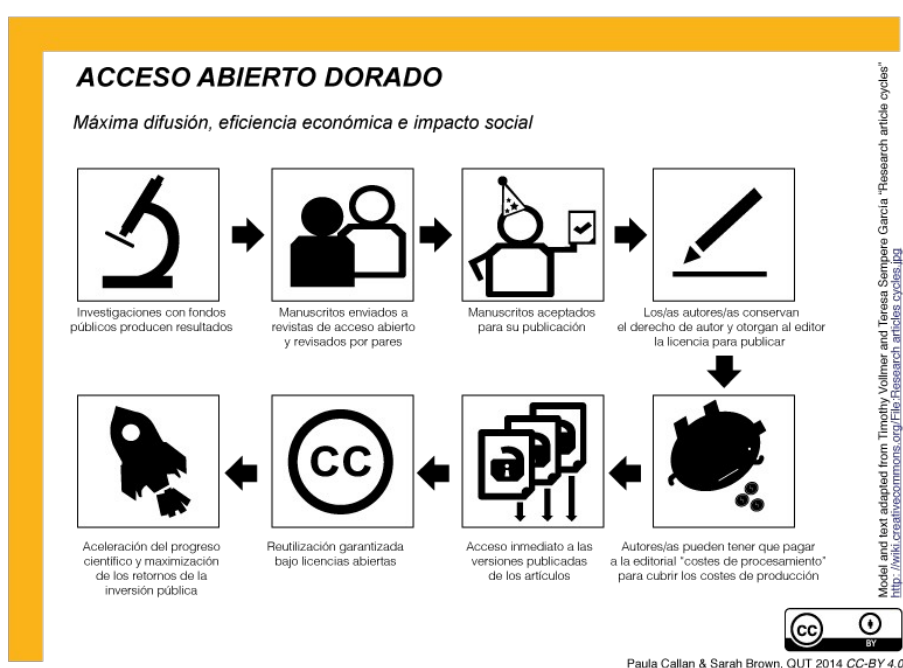 ACCESO ABIERTO DORADO
Máxima difusión, eficiencia económica e impacto social
Investigaciones con fondos
públicos producen resultados
Manuscritos enviados a
revistas de acceso abierto
y revisados por pares
Manuscritos aceptados
para su publicación
Los/as autores/as conservan
el derecho de autor y otorgan al editor
la licencia para publicar
Autores/as pueden tener que pagar
a la editorial "costes de procesamiento"
para cubrir los costes de producción
Acceso inmediato a las
versiones publicadas
de los artículos
CC
Reutilización garantizada
bajo licencias abiertas
Aceleración del progreso
científico y maximización
de los retornos de la
inversión pública
Model and text adapted from Timothy Vollmer and Teresa Sempere Garcia "Research article cycles"
http: //wiki.creativecommons.org/File:Research articles cycles.jpg
CC
BY
Paula Callan & Sarah Brown. QUT 2014 CC-BY 4.0